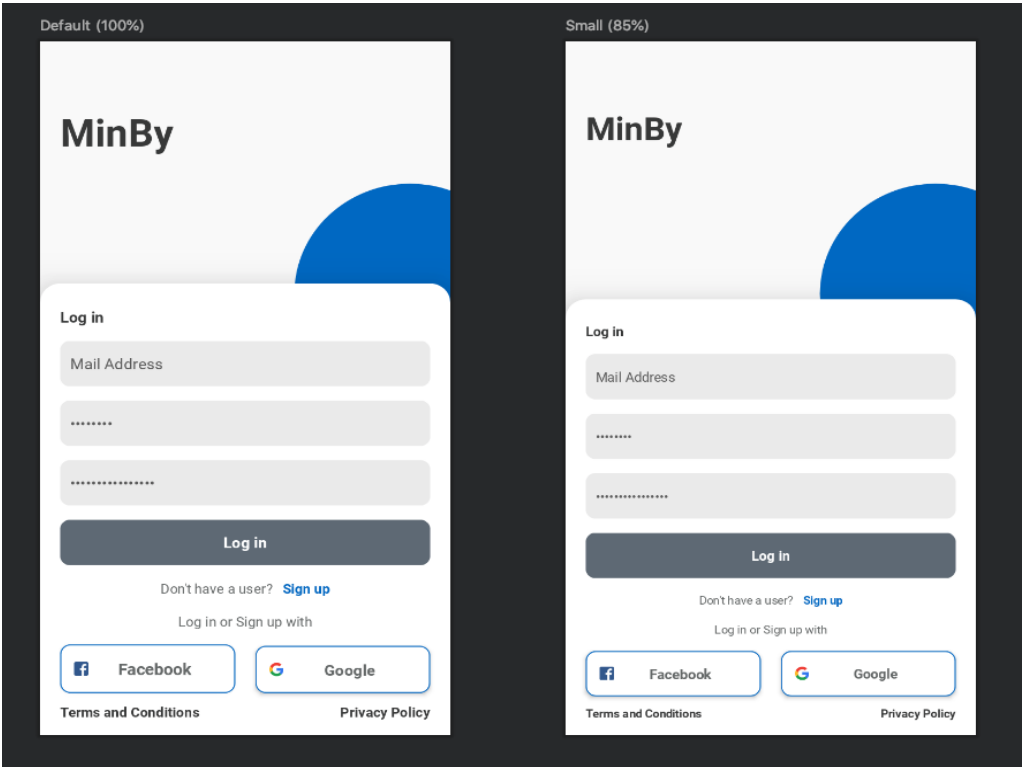 Default (100%)
MinBy
Log in
Mail Address
••••••••
••••••••••••••••
Log in
Don't have a user? Sign up
Log in or Sign up with
Facebook
Google
Terms and Conditions
Privacy Policy
Small (85%)
MinBy
Log in
Mail Address
••••••••
••••••••••••••••
Log in
Don't have a user? Sign up
Log in or Sign up with
Facebook
Google
Terms and Conditions
Privacy Policy